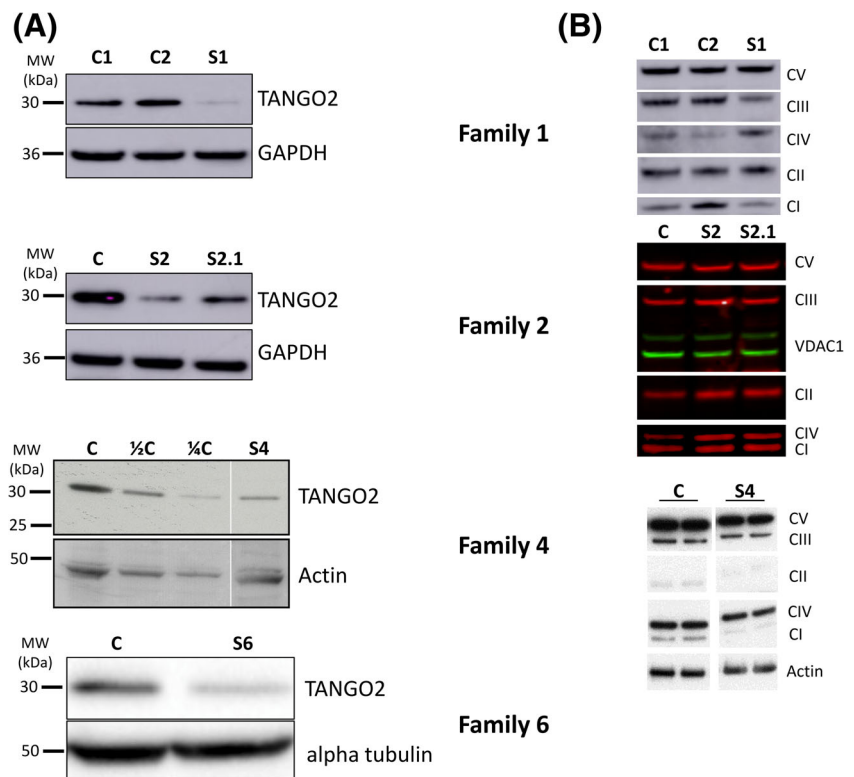 (A)
(B)
MW
(kDa)
C1 C2 S1
30
TANGO2
36
GAPDH
Family 1
C1 C2 S1
CV
CIII
CIV
CII
CI
MW
(kDa)
C S2 S2.1
30
TANGO2
36
GAPDH
Family 2
C S2 S2.1
CV
CIII
VDAC1
CII
CIV
CI
MW
(kDa)
C ½C ¼C S4
30
TANGO2
25
50
Actin
Family 4
C S4
CV
CIII
CII
CIV
CI
Actin
MW
(kDa)
C S6
30
TANGO2
50
alpha tubulin
Family 6